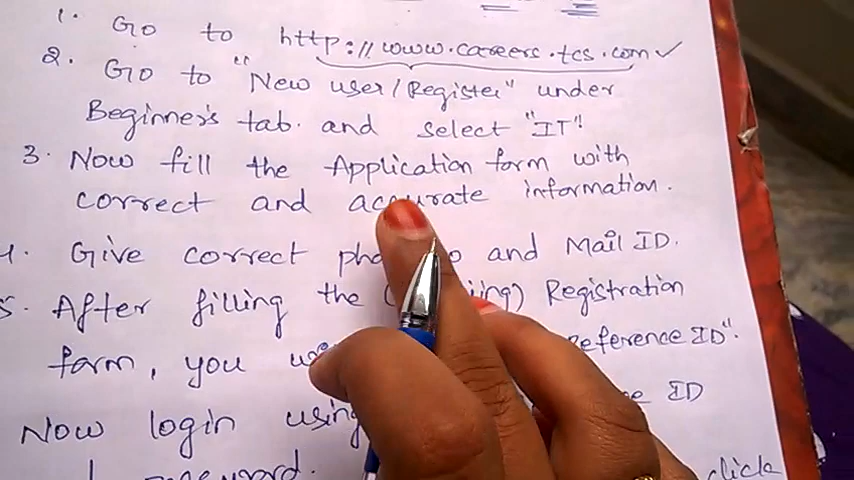 1. Go to http://www.careers.tcs.com ✓
2. Go to "New user/Register" under
Beginner's tab. and select "IT".
3. Now fill the Application form with
correct and accurate information.
4. Give correct and Mail ID.
5. After filling the Registration
form, you Reference ID".
Now login using ID
click